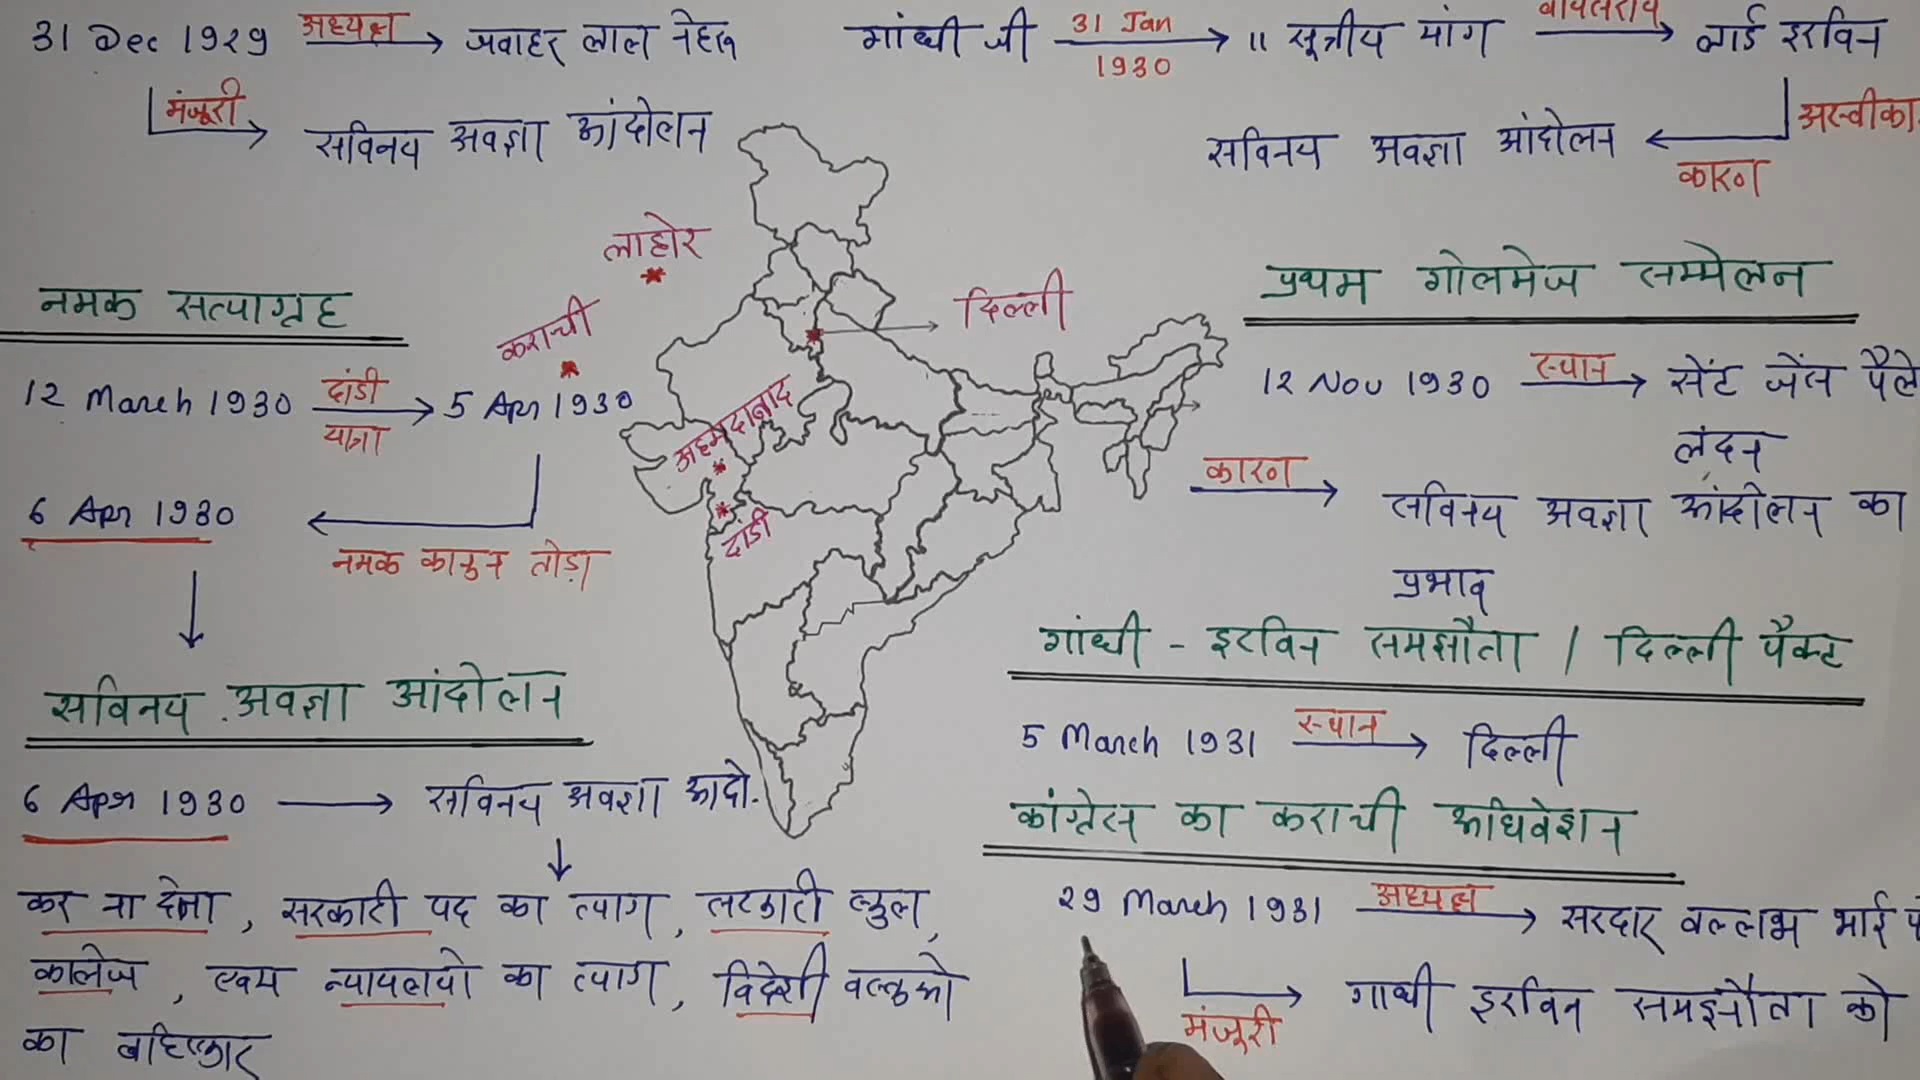 31 Dec 1929 अध्यक्ष जवाहर लाल नेहरू
मंजूरी सविनय अवज्ञा आंदोलन
गांधी जी 31 Jan 1930 11 सूत्रीय मांग वायसराय लार्ड इरविन
अस्वीका
सविनय अवज्ञा आंदोलन कारण
लाहोर
कराची
दिल्ली
अहमदाबाद
दांडी
नमक सत्याग्रह
12 March 1930 दांडी यात्रा 5 Apr 1930
6 Apr 1930 नमक कानुन तोड़ा
सविनय अवज्ञा आंदोलन
6 Apr 1930 सविनय अवज्ञा आंदो.
कर ना देना, सरकारी पद का त्याग, सरकारी स्कुल,
कालेज, एवम न्यायलयो का त्याग, विदेशी
का बहिष्कार
प्रथम गोलमेज सम्मेलन
12 Nov 1930 स्थान सेंट जेंस पैले
लंदन
कारण सविनय अवज्ञा आंदोलन का
प्रभाव
गांधी - इरविन समझौता / दिल्ली पैक्ट
5 March 1931 स्थान दिल्ली
कांग्रेस का कराची अधिवेशन
29 March 1931 अध्यक्ष सरदार वल्लभ भाई प
मंजूरी गांधी इरविन समझौता को